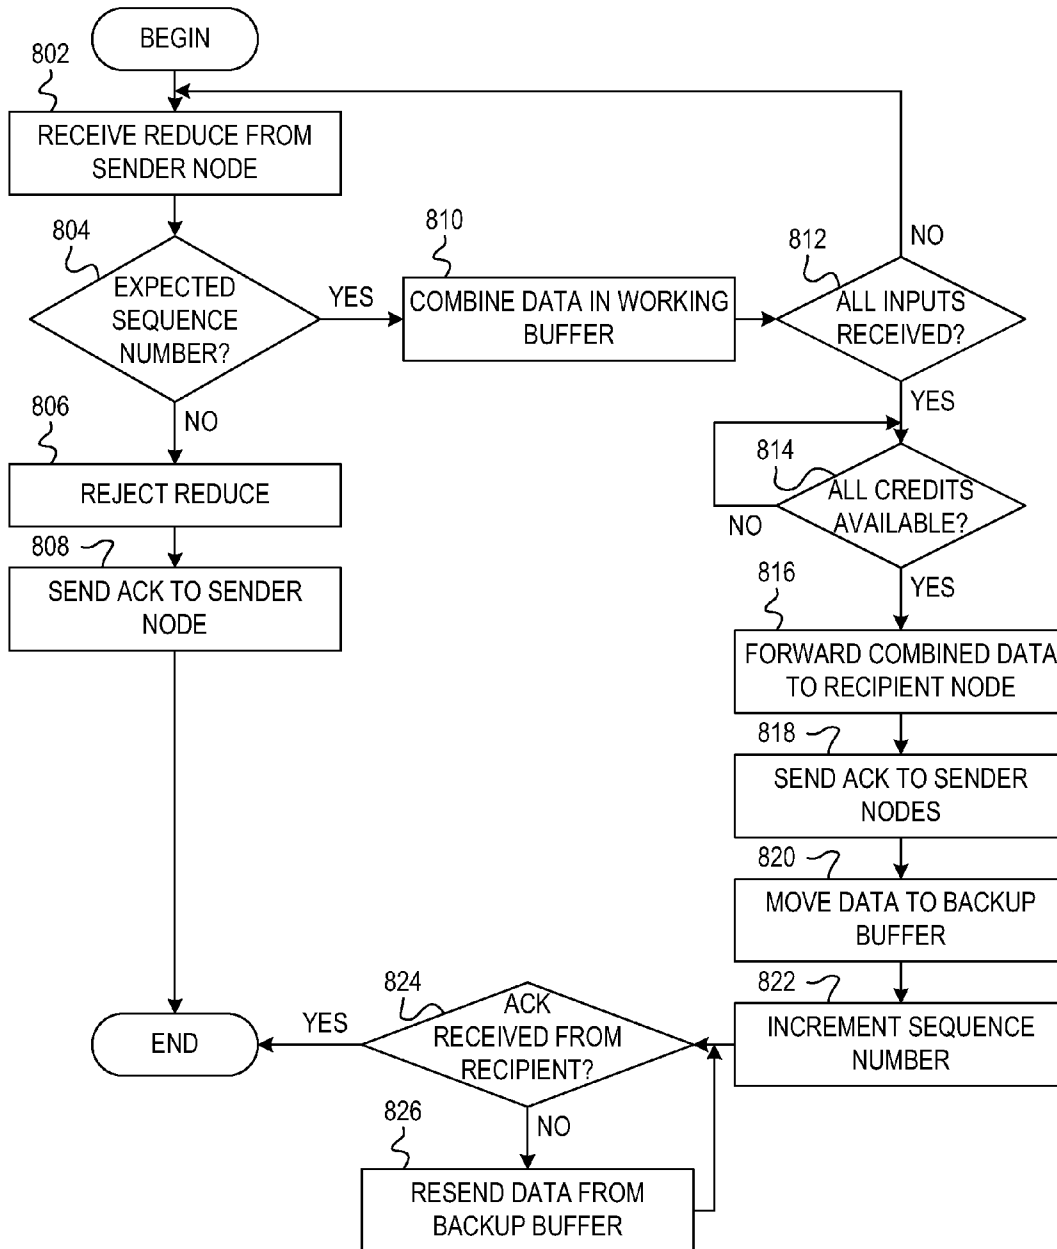 BEGIN
802
RECEIVE REDUCE FROM
SENDER NODE
804
EXPECTED
SEQUENCE
NUMBER?
YES
NO
810
COMBINE DATA IN WORKING
BUFFER
812
ALL INPUTS
RECEIVED?
NO
YES
806
REJECT REDUCE
808
SEND ACK TO SENDER
NODE
814
ALL CREDITS
AVAILABLE?
NO
YES
816
FORWARD COMBINED DATA
TO RECIPIENT NODE
818
SEND ACK TO SENDER
NODES
820
MOVE DATA TO BACKUP
BUFFER
822
INCREMENT SEQUENCE
NUMBER
824
ACK
RECEIVED FROM
RECIPIENT?
YES
NO
END
826
RESEND DATA FROM
BACKUP BUFFER